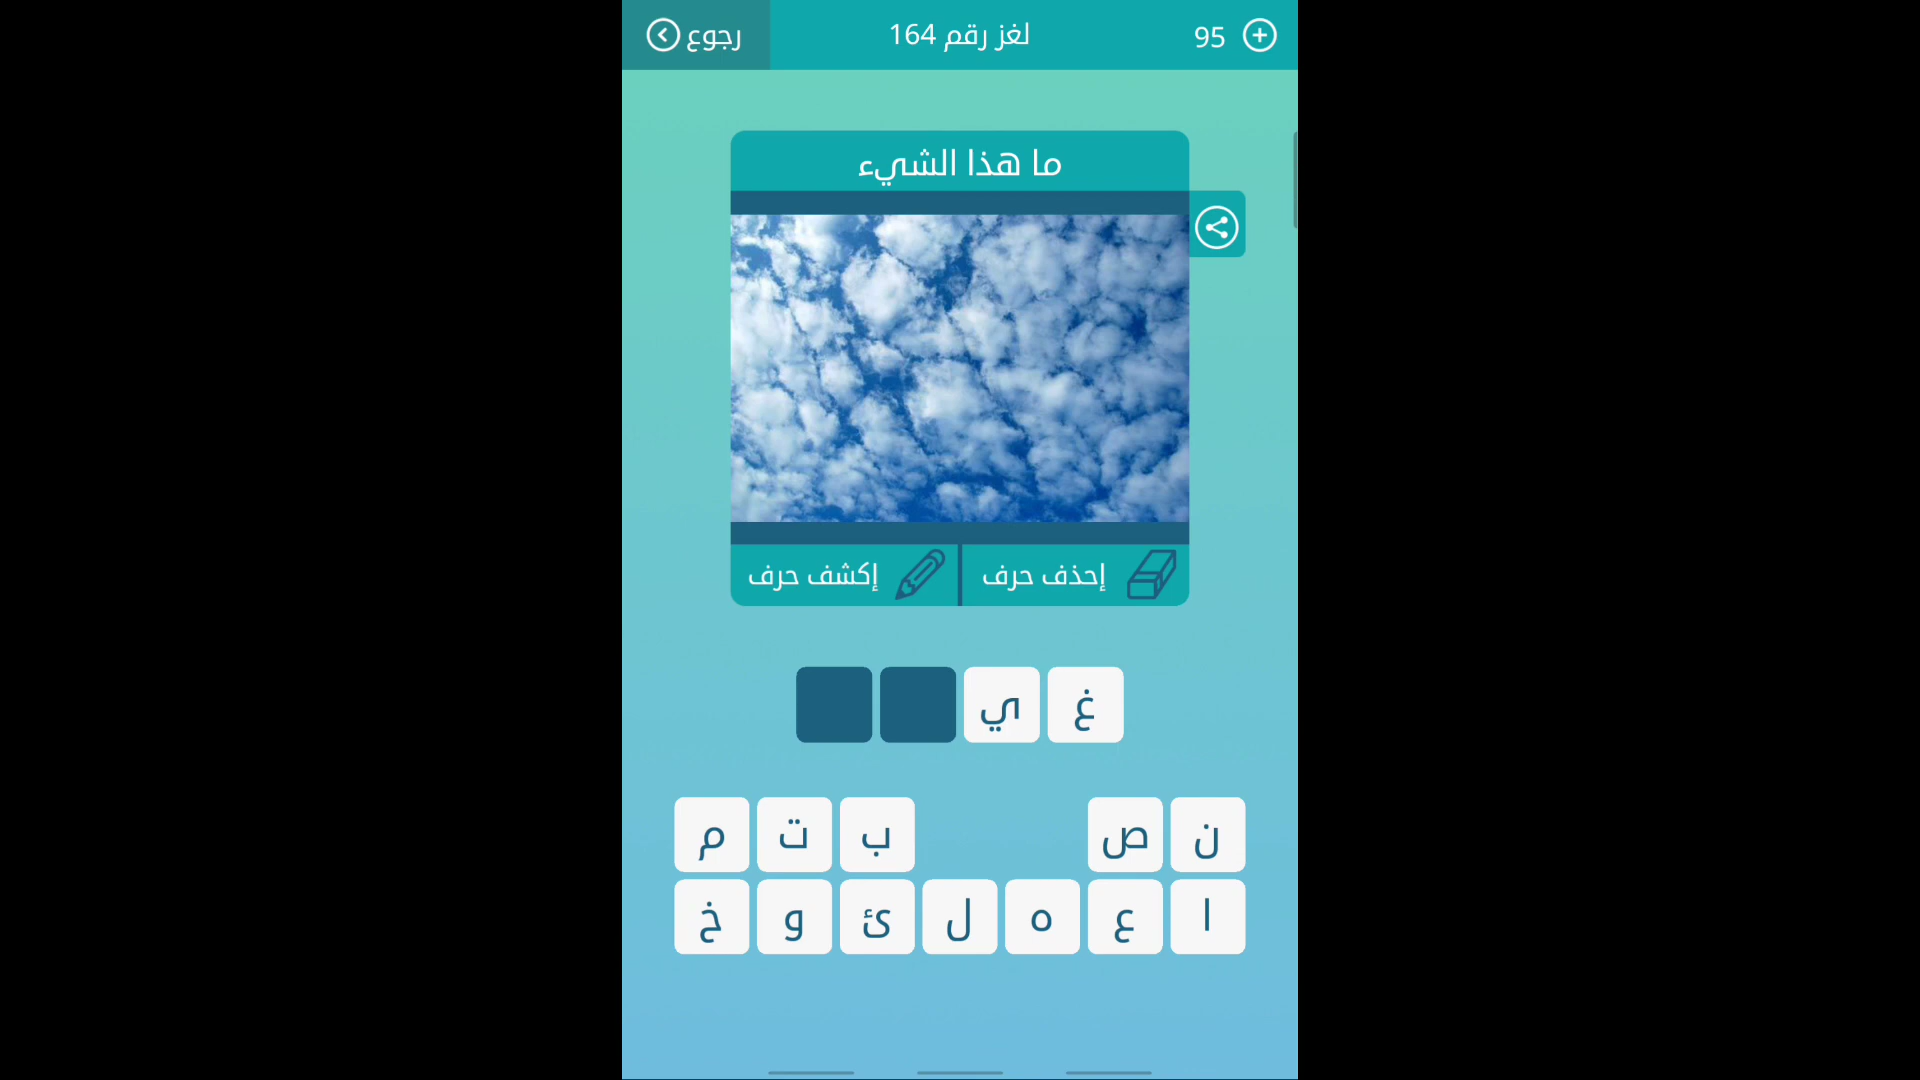 رجوع لغز رقم 164 95
ما هذا الشيء
إحذف حرف إكشف حرف
غ ي
ن ص ب ت م
ا ع ه ل ئ و خ